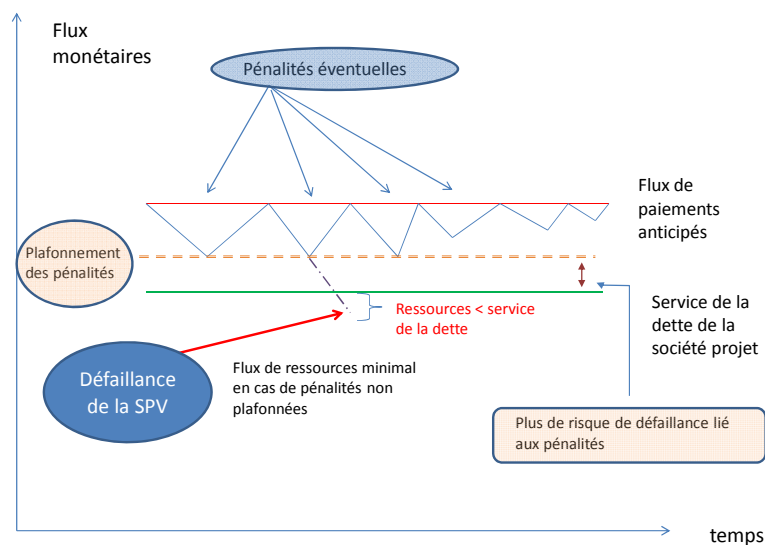 Flux
monétaires
Pénalités éventuelles
Flux de
paiements
anticipés
Plafonnement
des pénalités
Ressources < service
de la dette
Service de la
dette de la
société projet
Défaillance
de la SPV
Flux de ressources minimal
en cas de pénalités non
plafonnées
Plus de risque de défaillance lié
aux pénalités
temps